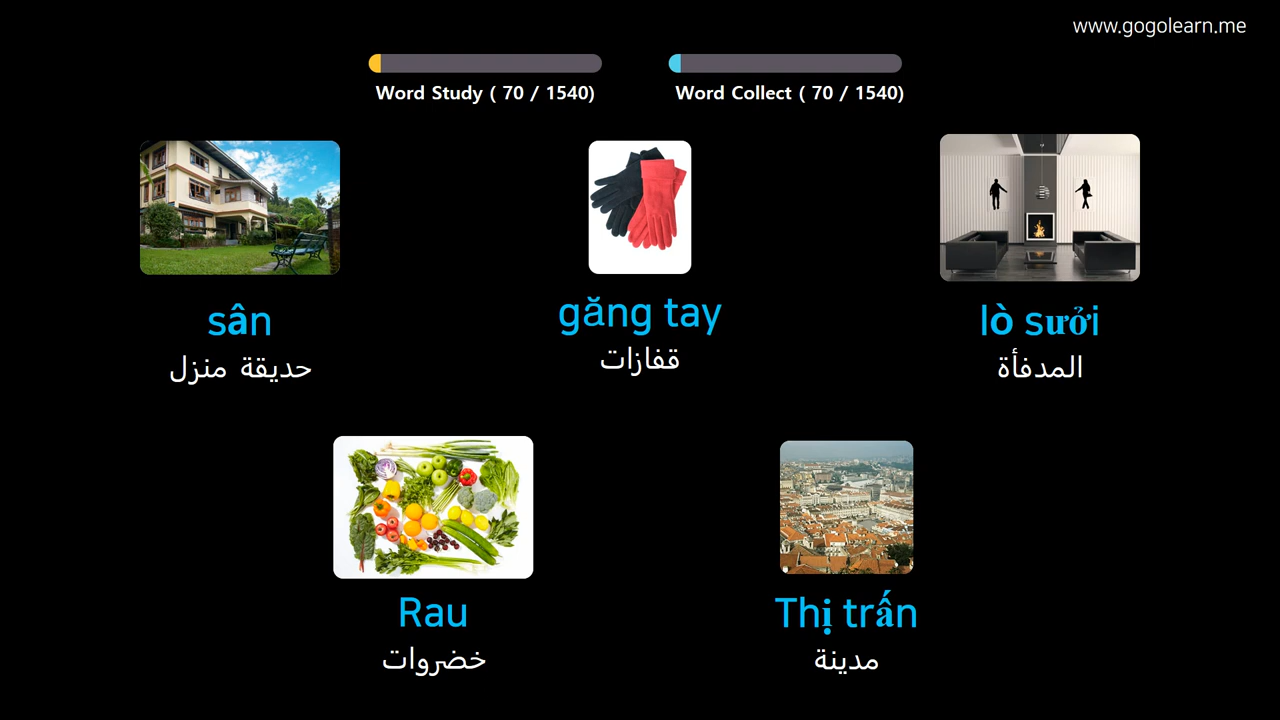 www.gogolearn.me
Word Study ( 70 / 1540)
Word Collect ( 70 / 1540)
sân
حديقة منزل
găng tay
قفازات
lò sưởi
المدفأة
Rau
خضروات
Thị trấn
مدينة